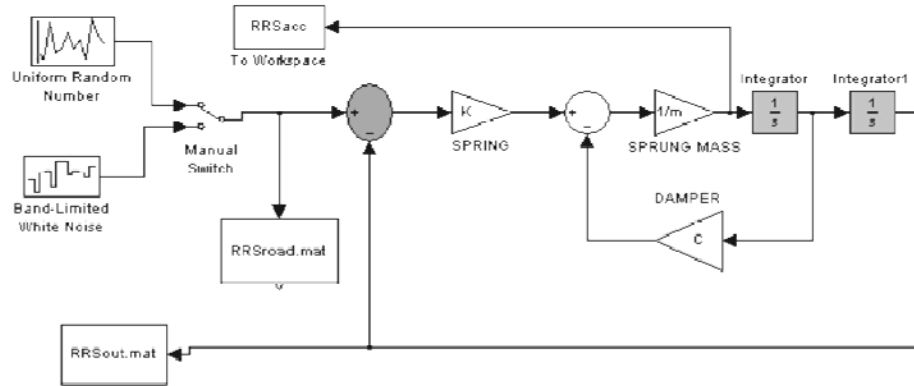 RRSacc
To Workspace
Uniform Random
Number
Manual
Switch
Band-Limited
White Noise
RRSroad.mat
+
−
K
SPRING
+
−
1/m
SPRUNG MASS
Integrator
1
s
Integrator1
1
s
DAMPER
C
RRSout.mat